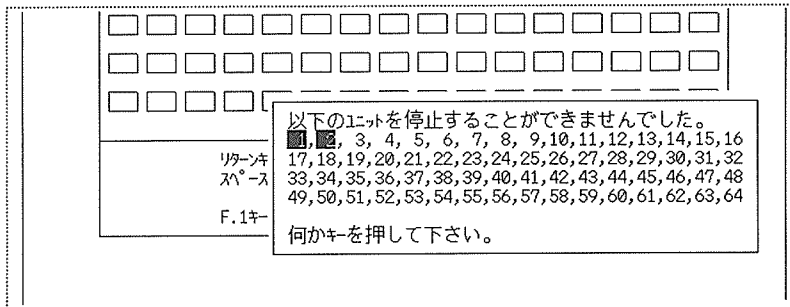 以下のﾕﾆｯﾄを停止することができませんでした。
1, 2, 3, 4, 5, 6, 7, 8, 9,10,11,12,13,14,15,16
17,18,19,20,21,22,23,24,25,26,27,28,29,30,31,32
33,34,35,36,37,38,39,40,41,42,43,44,45,46,47,48
49,50,51,52,53,54,55,56,57,58,59,60,61,62,63,64
何かｷｰを押して下さい。
ﾘﾀｰﾝｷ
ｽﾍﾟｰｽ
F.1ｷｰ